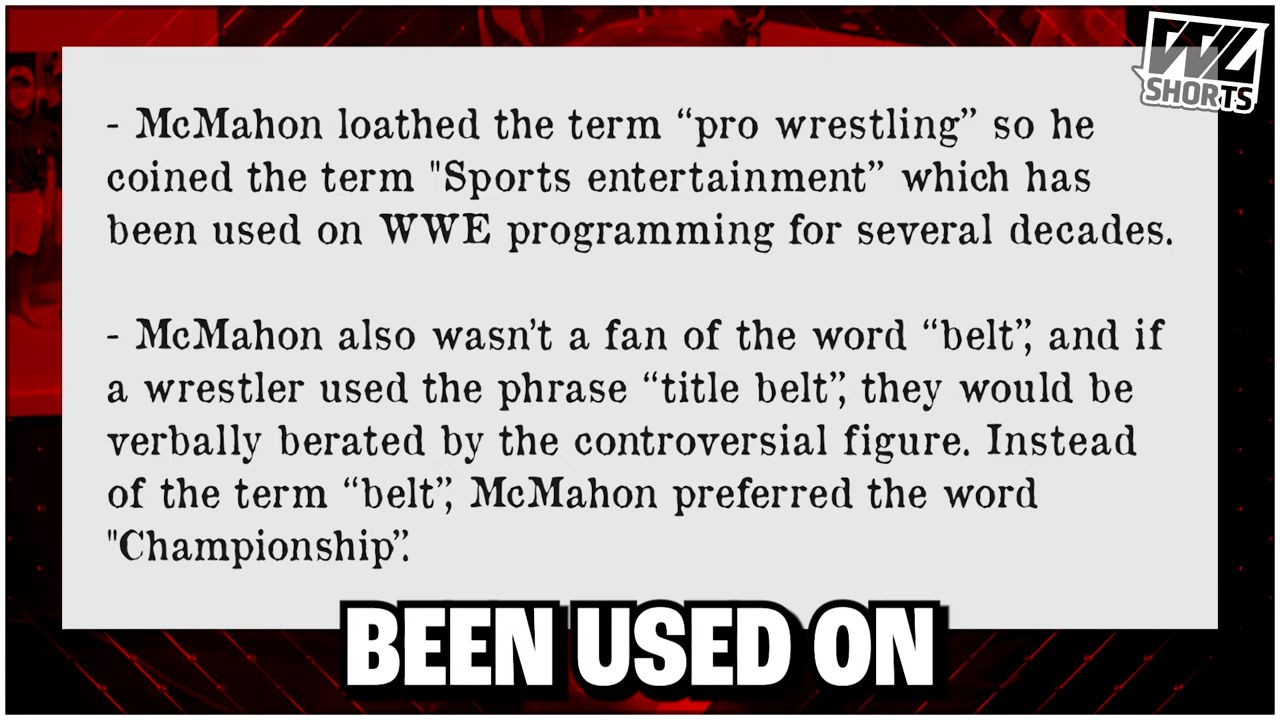 WL
SHORTS
- McMahon loathed the term “pro wrestling” so he
coined the term "Sports entertainment” which has
been used on WWE programming for several decades.
- McMahon also wasn’t a fan of the word “belt”, and if
a wrestler used the phrase “title belt”, they would be
verbally berated by the controversial figure. Instead
of the term “belt”, McMahon preferred the word
"Championship”.
BEEN USED ON